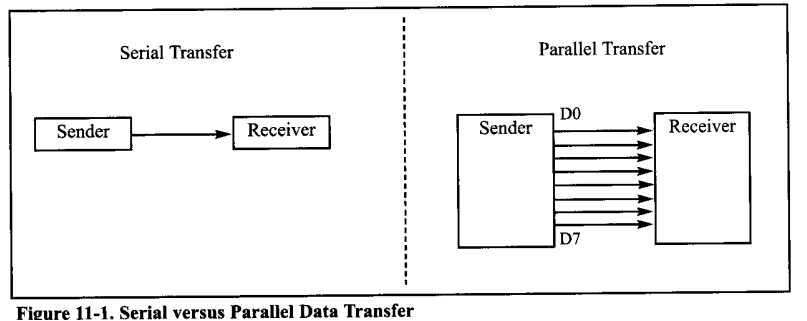 Serial Transfer
Sender
Receiver
Parallel Transfer
D0
Sender
Receiver
D7
Figure 11-1. Serial versus Parallel Data Transfer